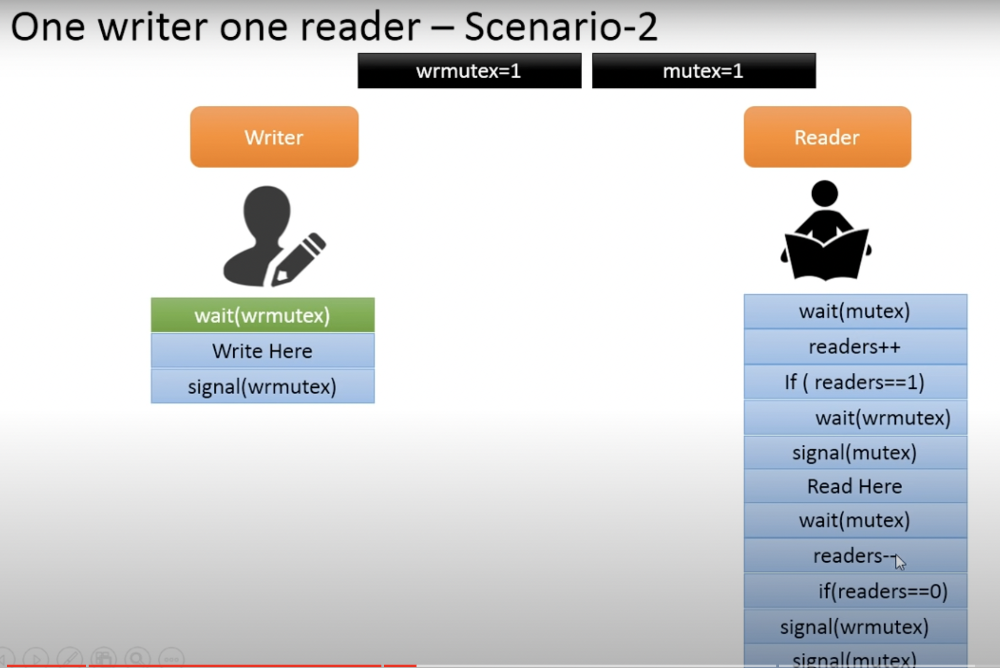 One writer one reader – Scenario-2
wrmutex=1
mutex=1
Writer
Reader
wait(wrmutex)
Write Here
signal(wrmutex)
wait(mutex)
readers++
If ( readers==1)
wait(wrmutex)
signal(mutex)
Read Here
wait(mutex)
readers--
if(readers==0)
signal(wrmutex)
signal(mutex)